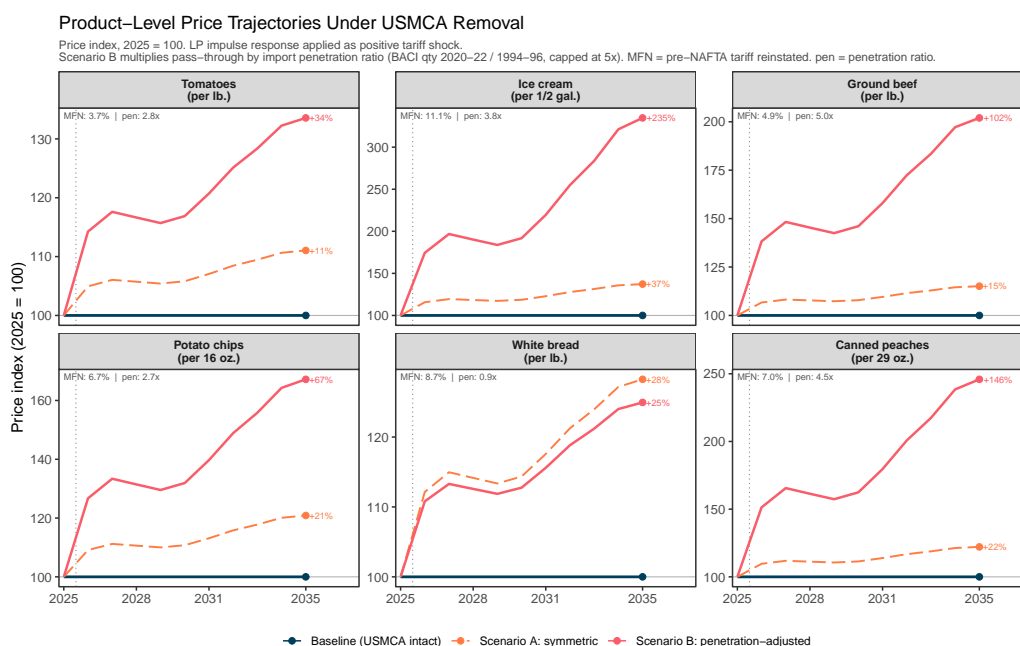 Product−Level Price Trajectories Under USMCA Removal
Price index, 2025 = 100. LP impulse response applied as positive tariff shock.
Scenario B multiplies pass−through by import penetration ratio (BACI qty 2020−22 / 1994−96, capped at 5x). MFN = pre−NAFTA tariff reinstated. pen = penetration ratio.
Price index (2025 = 100)
Tomatoes
(per lb.)
MFN: 3.7% | pen: 2.8x
130
120
110
100
+34%
+11%
Ice cream
(per 1/2 gal.)
MFN: 11.1% | pen: 3.8x
300
250
200
150
100
+235%
+37%
Ground beef
(per lb.)
MFN: 4.9% | pen: 5.0x
200
175
150
125
100
+102%
+15%
Potato chips
(per 16 oz.)
MFN: 6.7% | pen: 2.7x
160
140
120
100
+67%
+21%
2025
2028
2031
2035
White bread
(per lb.)
MFN: 8.7% | pen: 0.9x
120
110
100
+28%
+25%
2025
2028
2031
2035
Canned peaches
(per 29 oz.)
MFN: 7.0% | pen: 4.5x
250
200
150
100
+146%
+22%
2025
2028
2031
2035
Baseline (USMCA intact)
Scenario A: symmetric
Scenario B: penetration−adjusted